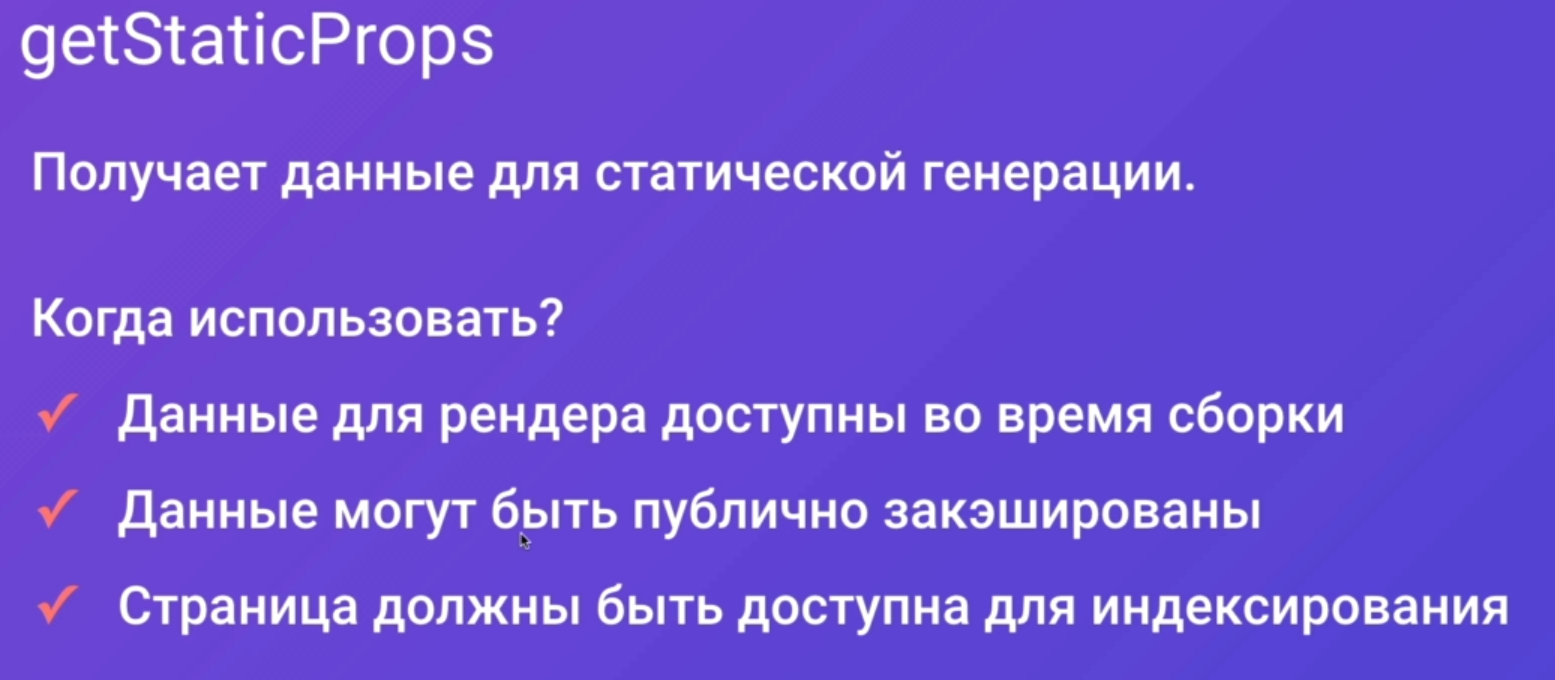 getStaticProps
Получает данные для статической генерации.
Когда использовать?
✓ Данные для рендера доступны во время сборки
✓ Данные могут быть публично закэшированы
✓ Страница должны быть доступна для индексирования